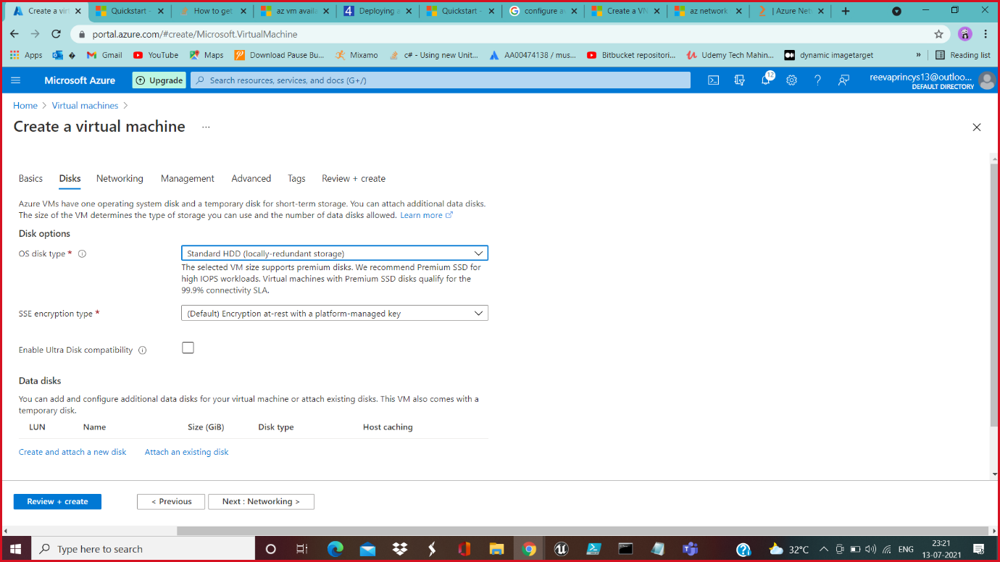 Create a virt
Quickstart -
How to get
az vm availa
Deploying a
Quickstart -
configure av
Create a VN
az network
| Azure Net
portal.azure.com/#create/Microsoft.VirtualMachine
Apps
Gmail
YouTube
Maps
Download Pause Bu...
Mixamo
c# - Using new Unit...
AA00474138 / mus...
Bitbucket repositori...
Udemy Tech Mahin...
dynamic imagetarget
»
Reading list
Microsoft Azure
Upgrade
Search resources, services, and docs (G+/)
12
reevaprincys13@outloo...
DEFAULT DIRECTORY
Home > Virtual machines >
Create a virtual machine ...
Basics Disks Networking Management Advanced Tags Review + create
Azure VMs have one operating system disk and a temporary disk for short-term storage. You can attach additional data disks.
The size of the VM determines the type of storage you can use and the number of data disks allowed. Learn more
Disk options
OS disk type *
Standard HDD (locally-redundant storage)
The selected VM size supports premium disks. We recommend Premium SSD for
high IOPS workloads. Virtual machines with Premium SSD disks qualify for the
99.9% connectivity SLA.
SSE encryption type *
(Default) Encryption at-rest with a platform-managed key
Enable Ultra Disk compatibility
Data disks
You can add and configure additional data disks for your virtual machine or attach existing disks. This VM also comes with a
temporary disk.
LUN Name Size (GiB) Disk type Host caching
Create and attach a new disk Attach an existing disk
Review + create
< Previous
Next : Networking >
Type here to search
32°C
ENG
23:21
13-07-2021